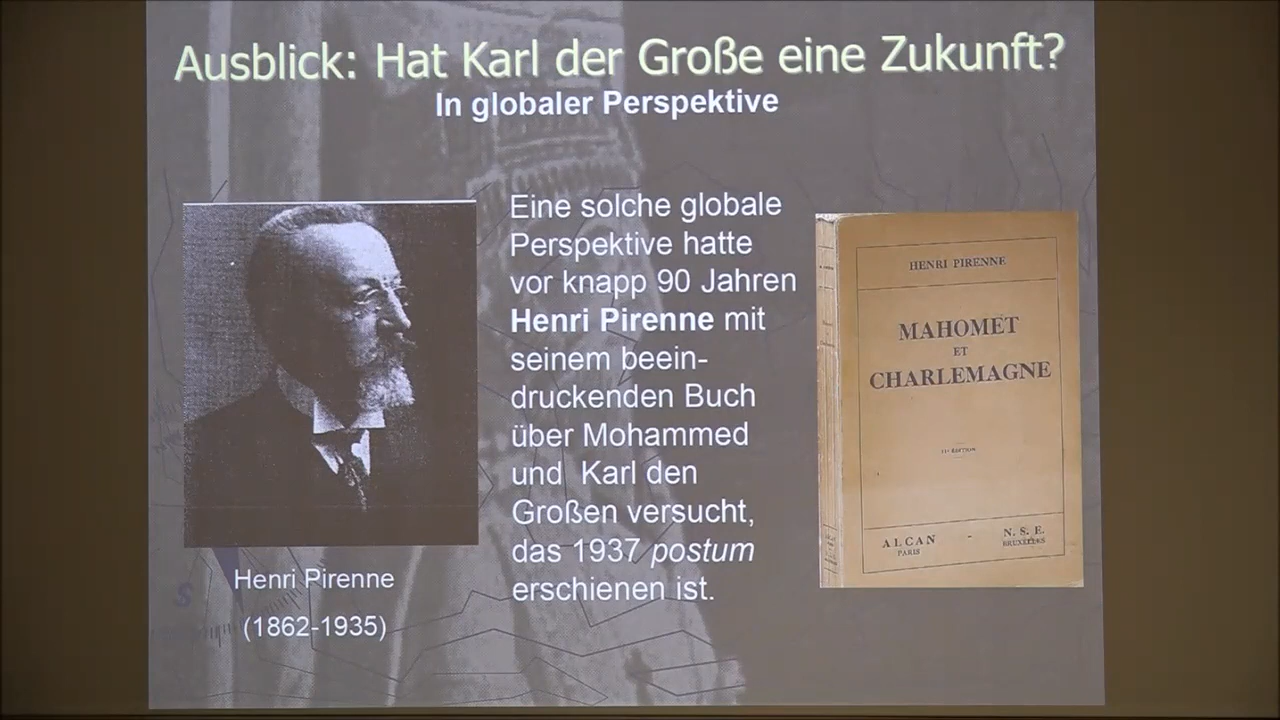 Ausblick: Hat Karl der Große eine Zukunft?
In globaler Perspektive
Eine solche globale
Perspektive hatte
vor knapp 90 Jahren
Henri Pirenne mit
seinem beein-
druckenden Buch
über Mohammed
und Karl den
Großen versucht,
das 1937 postum
erschienen ist.
Henri Pirenne
(1862-1935)
HENRI PIRENNE
MAHOMET
ET
CHARLEMAGNE
ALCAN - N. S. E.
PARIS BRUXELLES
S